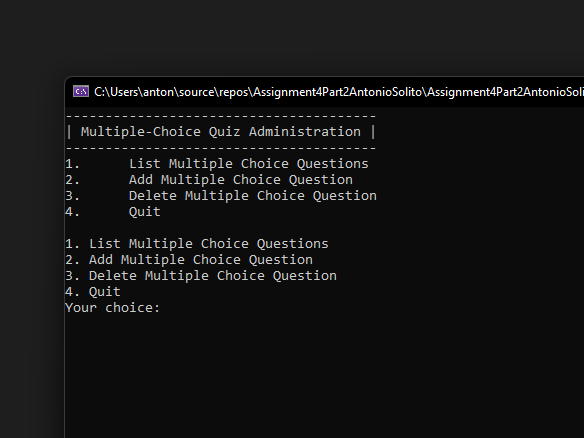 C:\Users\anton\source\repos\Assignment4Part2AntonioSolito\Assignment4Part2AntonioSoli
---------------------------------------
| Multiple-Choice Quiz Administration |
---------------------------------------
1.      List Multiple Choice Questions
2.      Add Multiple Choice Question
3.      Delete Multiple Choice Question
4.      Quit
1. List Multiple Choice Questions
2. Add Multiple Choice Question
3. Delete Multiple Choice Question
4. Quit
Your choice: